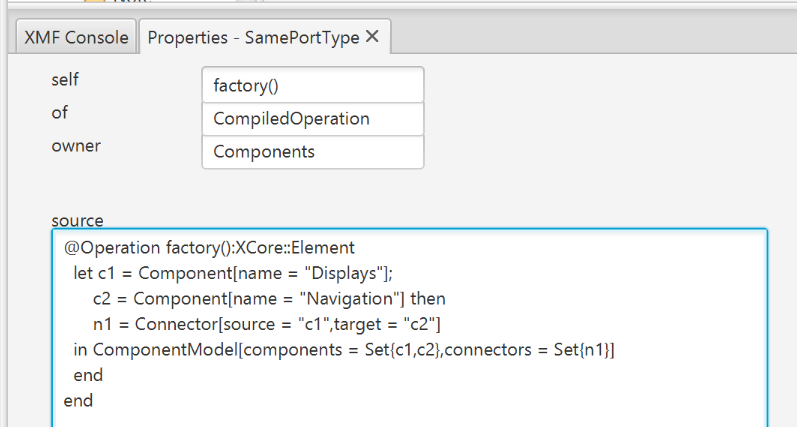 XMF Console
Properties - SamePortType ✕
self factory()
of CompiledOperation
owner Components
source
@Operation factory():XCore::Element
let c1 = Component[name = "Displays"];
c2 = Component[name = "Navigation"] then
n1 = Connector[source = "c1",target = "c2"]
in ComponentModel[components = Set{c1,c2},connectors = Set{n1}]
end
end